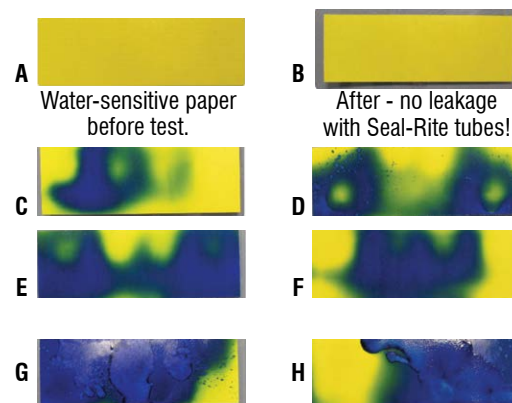 A
B
Water-sensitive paper
before test.
After - no leakage
with Seal-Rite tubes!
C
D
E
F
G
H